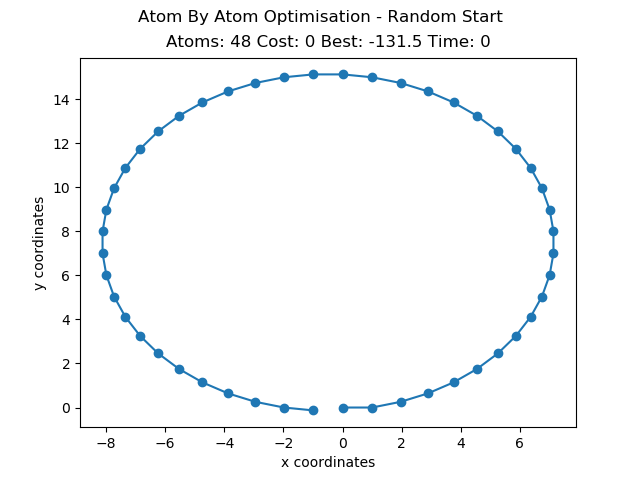 Atom By Atom Optimisation - Random Start
Atoms: 48 Cost: 0 Best: -131.5 Time: 0
14
12
10
8
6
4
2
0
y coordinates
−8 −6 −4 −2 0 2 4 6
x coordinates